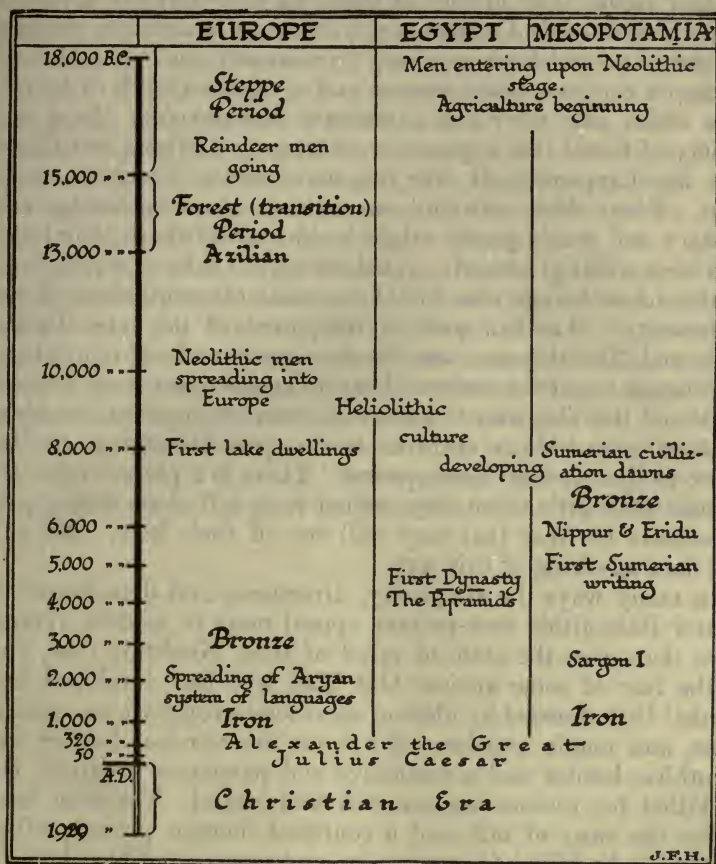 EUROPE EGYPT MESOPOTAMIA
18,000 B.C. Men entering upon Neolithic
stage.
Steppe Agriculture beginning
Period
Reindeer men
going
15,000 " "
Forest (transition)
Period
13,000 " " Azilian
Neolithic men
10,000 " " spreading into
Europe
Heliolithic
culture
8,000 " " First lake dwellings Sumerian civiliz-
developing ation dawns
Bronze
6,000 " " Nippur & Eridu
5,000 " " First Sumerian
First Dynasty writing
4,000 " " The Pyramids
3000 " " Bronze
Sargon I
2,000 " " Spreading of Aryan
system of languages
1,000 " " Iron Iron
320 " " Alexander the Great
50 " " Julius Caesar
A.D.
Christian Era
J.F.H.